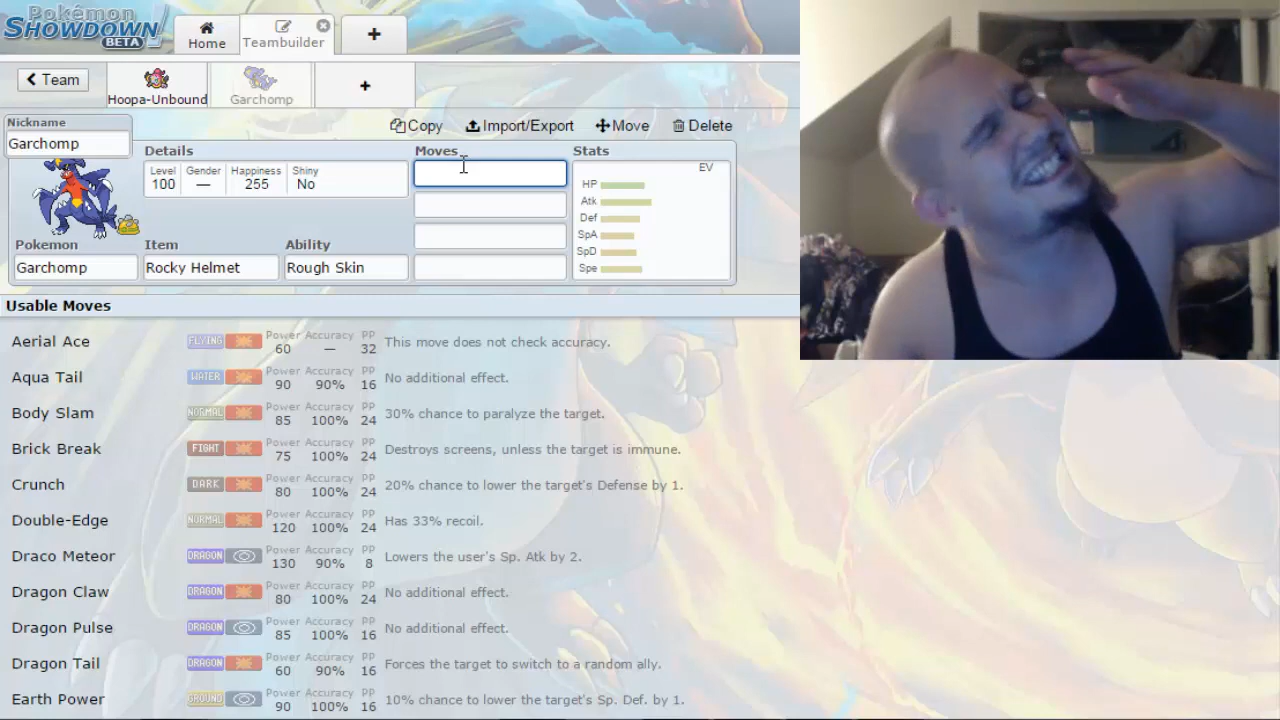 Pokémon
SHOWDOWN!
BETA
Home
Teambuilder
+
Team
Hoopa-Unbound
Garchomp
+
Nickname
Garchomp
Copy Import/Export Move Delete
Details
Level Gender Happiness Shiny
100 — 255 No
Moves
Stats
EV
HP
Atk
Def
SpA
SpD
Spe
Pokemon Item Ability
Garchomp Rocky Helmet Rough Skin
Usable Moves
Aerial Ace FLYING Power 60 Accuracy — PP 32 This move does not check accuracy.
Aqua Tail WATER Power 90 Accuracy 90% PP 16 No additional effect.
Body Slam NORMAL Power 85 Accuracy 100% PP 24 30% chance to paralyze the target.
Brick Break FIGHT Power 75 Accuracy 100% PP 24 Destroys screens, unless the target is immune.
Crunch DARK Power 80 Accuracy 100% PP 24 20% chance to lower the target's Defense by 1.
Double-Edge NORMAL Power 120 Accuracy 100% PP 24 Has 33% recoil.
Draco Meteor DRAGON Power 130 Accuracy 90% PP 8 Lowers the user's Sp. Atk by 2.
Dragon Claw DRAGON Power 80 Accuracy 100% PP 24 No additional effect.
Dragon Pulse DRAGON Power 85 Accuracy 100% PP 16 No additional effect.
Dragon Tail DRAGON Power 60 Accuracy 90% PP 16 Forces the target to switch to a random ally.
Earth Power GROUND Power 90 Accuracy 100% PP 16 10% chance to lower the target's Sp. Def. by 1.